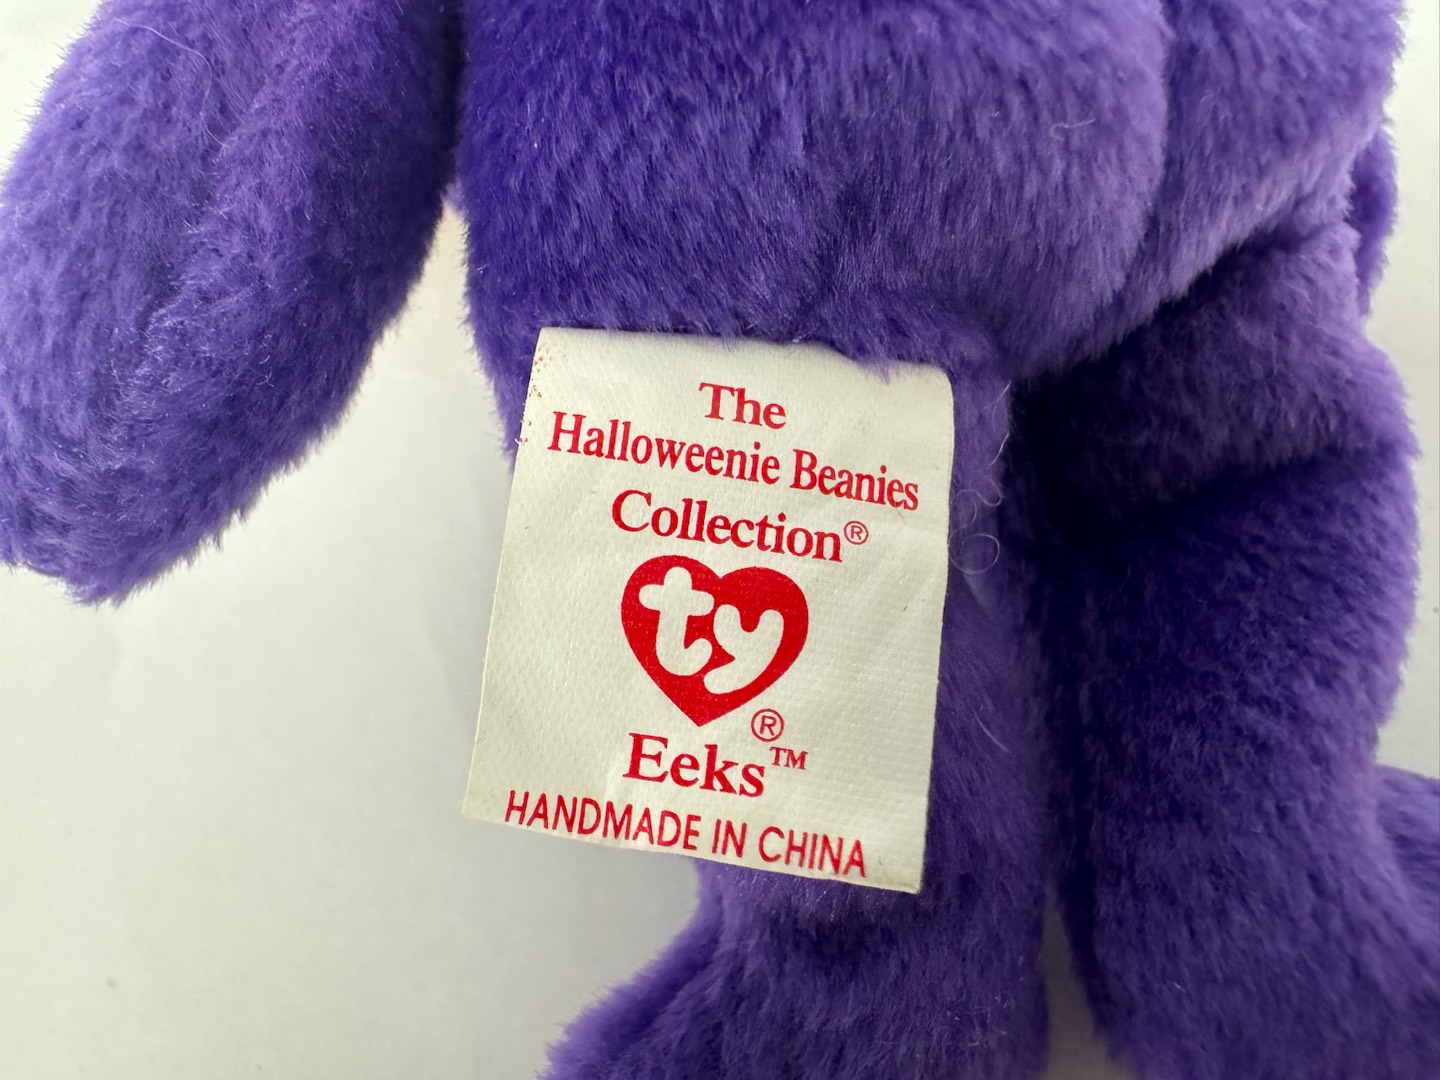 The
Halloweenie Beanies
Collection®
ty
®
Eeks™
HANDMADE IN CHINA